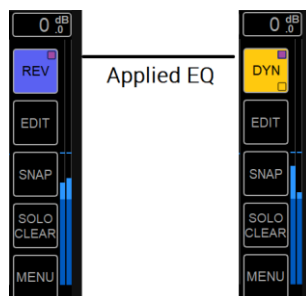 0 dB .0
REV
EDIT
SNAP
SOLO
CLEAR
MENU
Applied EQ
0 dB .0
DYN
EDIT
SNAP
SOLO
CLEAR
MENU